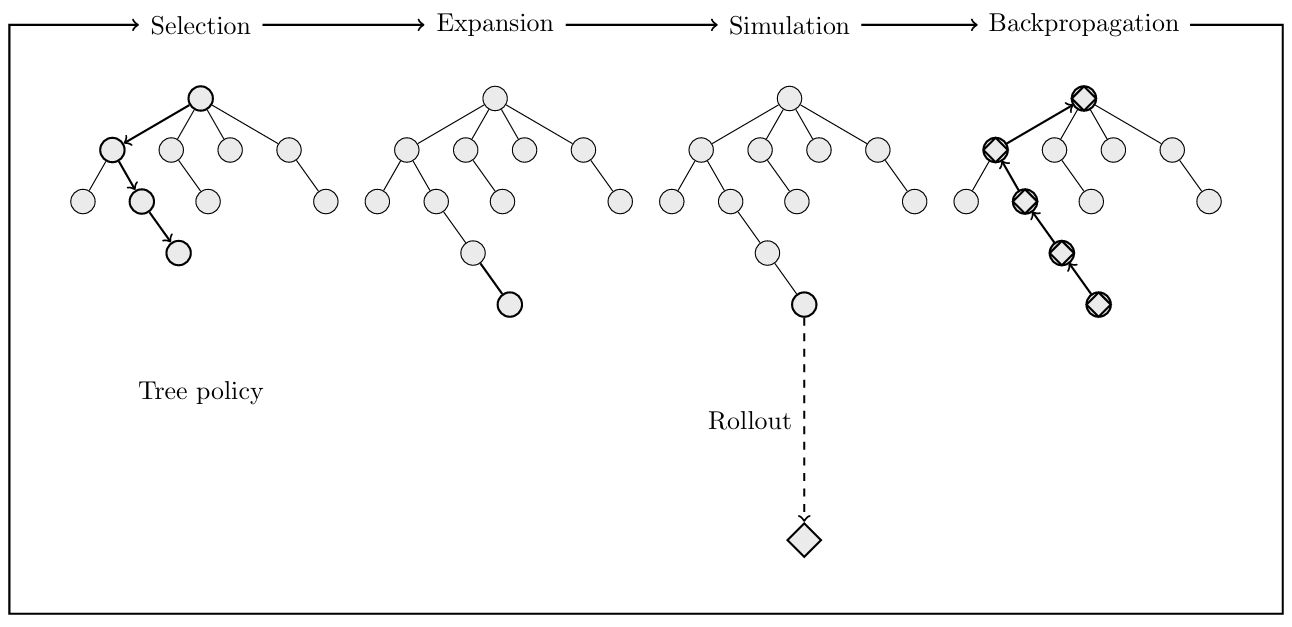 Selection
Expansion
Simulation
Backpropagation
Tree policy
Rollout